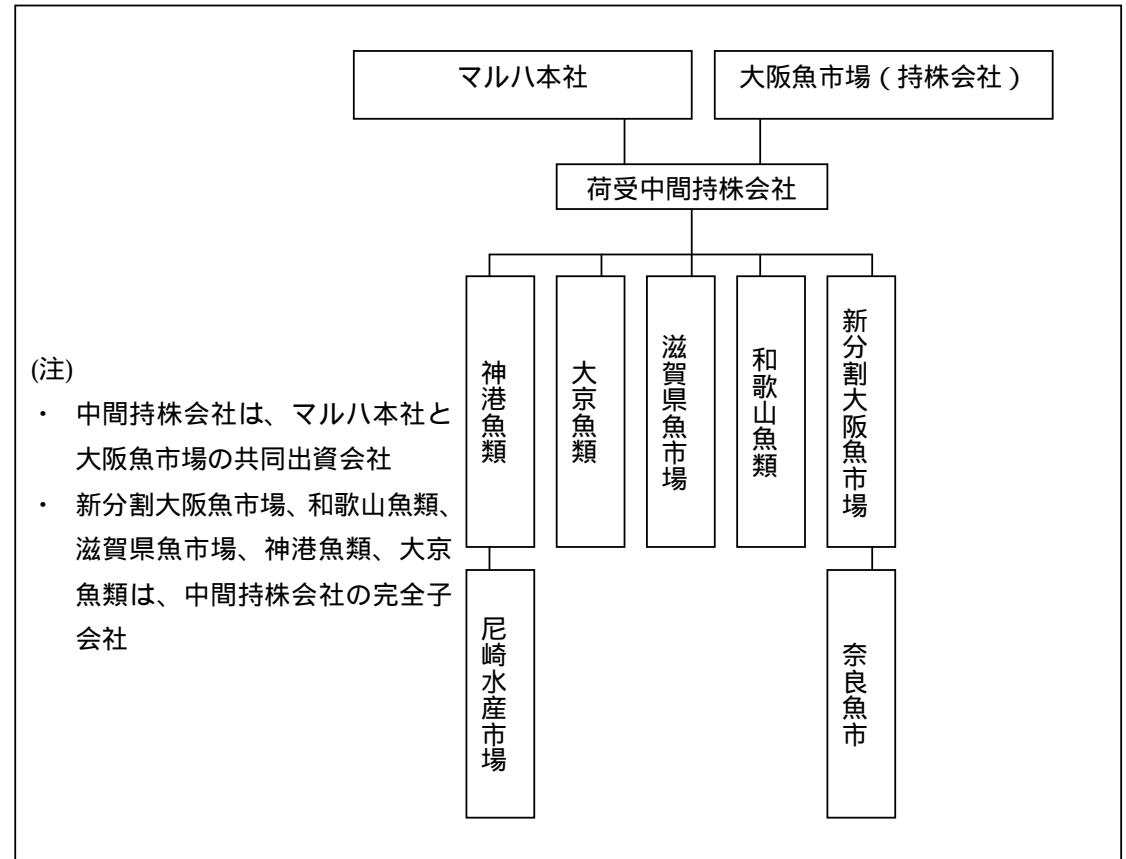 マルハ本社
大阪魚市場(持株会社)
荷受中間持株会社
神港魚類
大京魚類
滋賀県魚市場
和歌山魚類
新分割大阪魚市場
尼崎水産市場
奈良魚市
(注)
・ 中間持株会社は、マルハ本社と
大阪魚市場の共同出資会社
・ 新分割大阪魚市場、和歌山魚類、
滋賀県魚市場、神港魚類、大京
魚類は、中間持株会社の完全子
会社